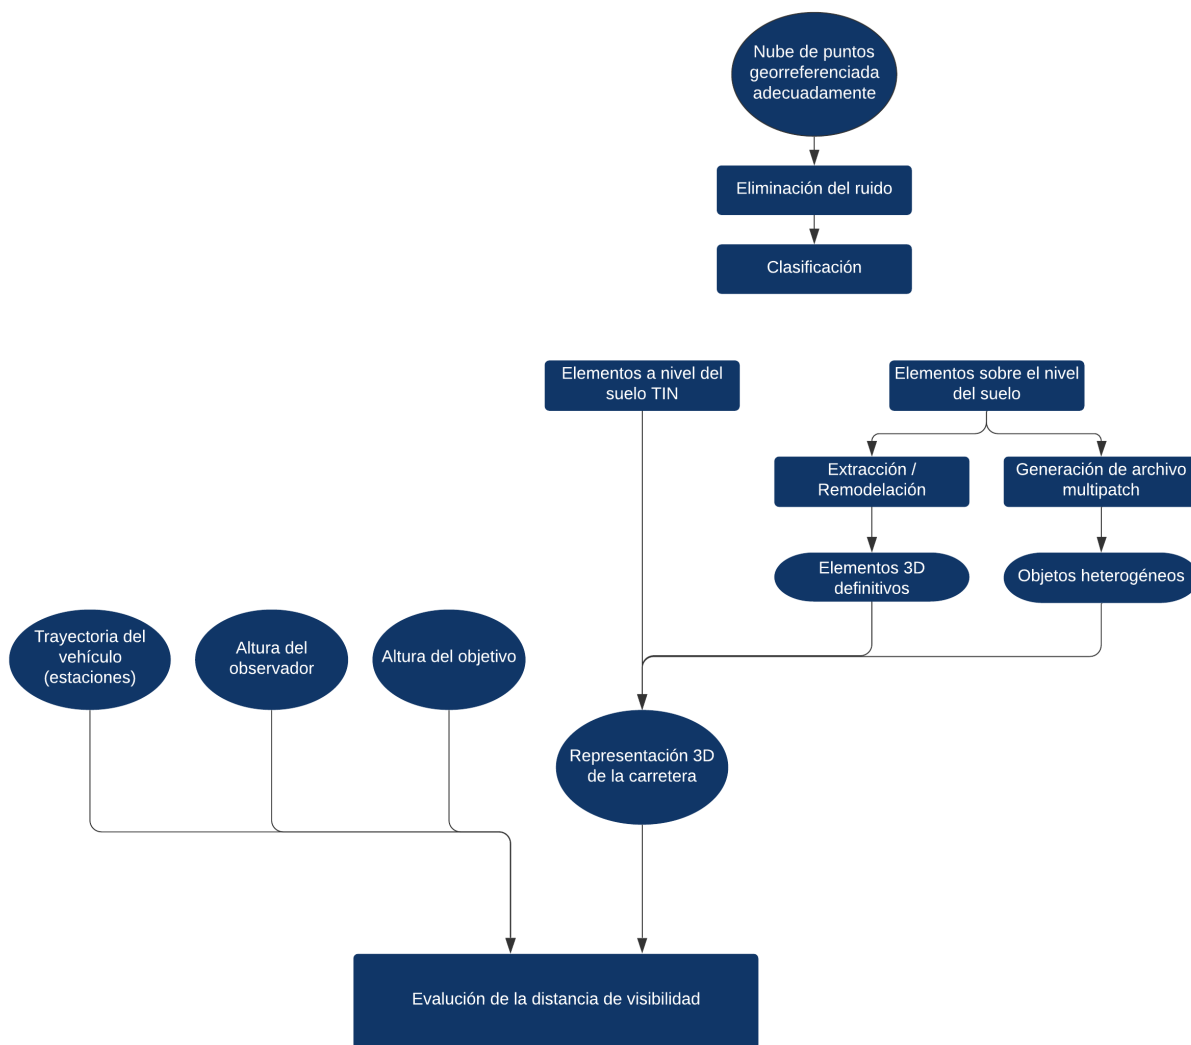 Nube de puntos
georreferenciada
adecuadamente
Eliminación del ruido
Clasificación
Elementos a nivel del
suelo TIN
Elementos sobre el nivel
del suelo
Extracción /
Remodelación
Generación de archivo
multipatch
Elementos 3D
definitivos
Objetos heterogéneos
Trayectoria del
vehículo
(estaciones)
Altura del
observador
Altura del objetivo
Representación 3D
de la carretera
Evalución de la distancia de visibilidad